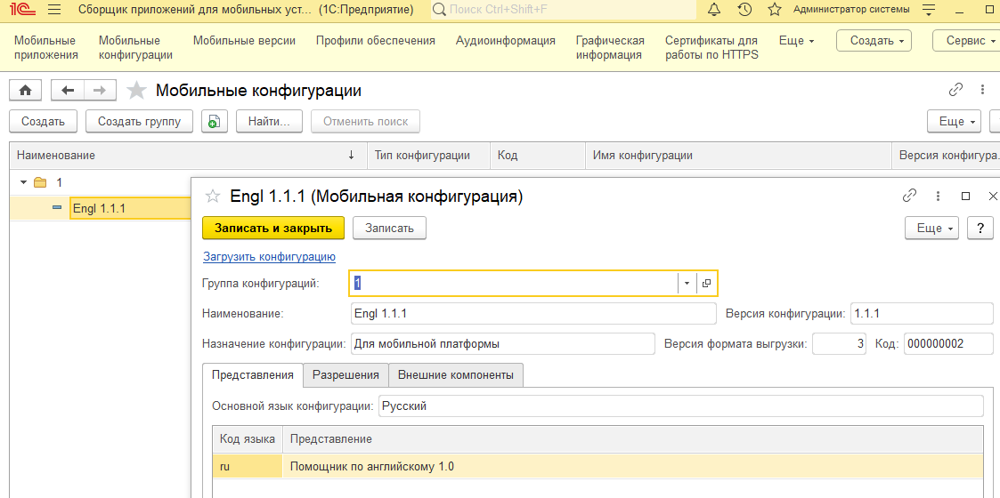 1С Сборщик приложений для мобильных уст... (1С:Предприятие) Поиск Ctrl+Shift+F Администратор системы
Мобильные приложения Мобильные конфигурации Мобильные версии Профили обеспечения Аудиоинформация Графическая информация Сертификаты для работы по HTTPS Еще Создать Сервис
Мобильные конфигурации
Создать Создать группу Найти... Отменить поиск Еще
Наименование Тип конфигурации Код Имя конфигурации Версия конфигура...
1
Engl 1.1.1
Engl 1.1.1 (Мобильная конфигурация)
Записать и закрыть Записать Еще ?
Загрузить конфигурацию
Группа конфигураций: 1
Наименование: Engl 1.1.1 Версия конфигурации: 1.1.1
Назначение конфигурации: Для мобильной платформы Версия формата выгрузки: 3 Код: 000000002
Представления Разрешения Внешние компоненты
Основной язык конфигурации: Русский
Код языка Представление
ru Помощник по английскому 1.0